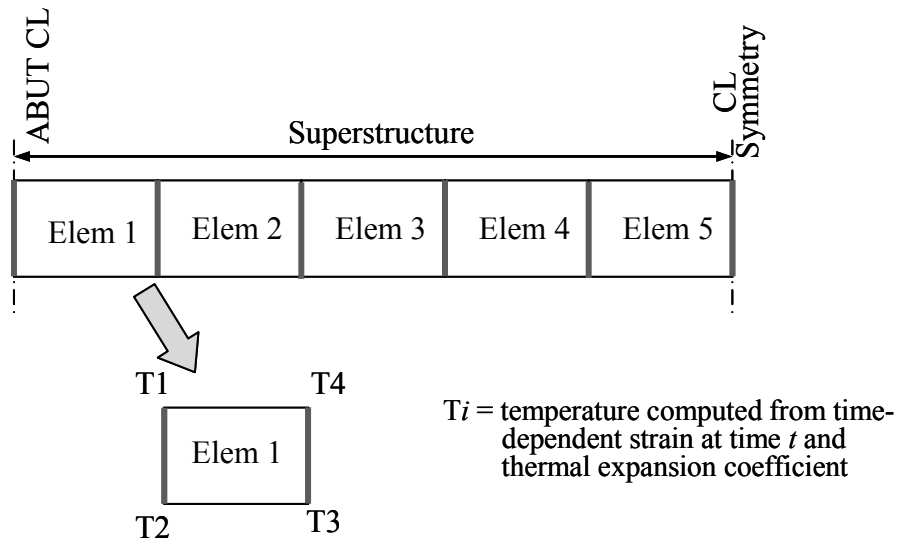 ABUT CL
CL
Symmetry
Superstructure
Elem 1
Elem 2
Elem 3
Elem 4
Elem 5
T1
T4
Elem 1
T2
T3
Ti = temperature computed from time-
dependent strain at time t and
thermal expansion coefficient